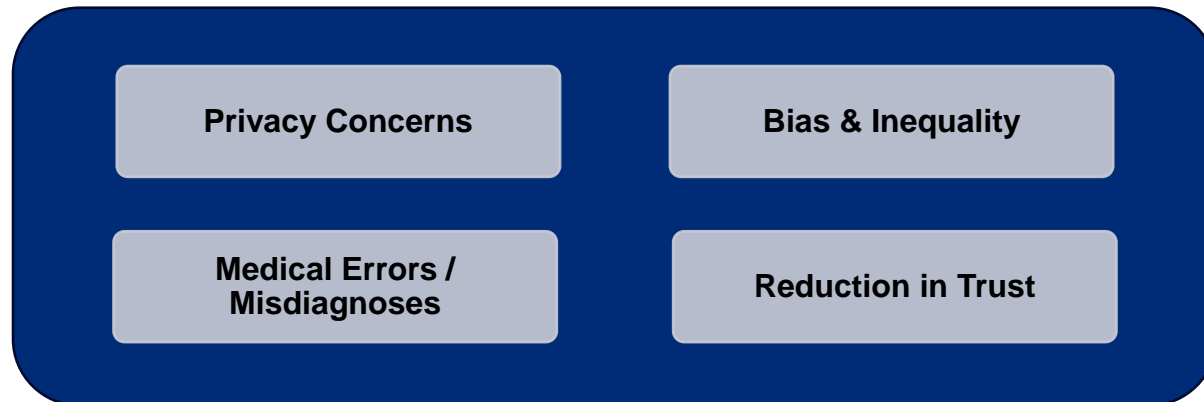 Privacy Concerns
Bias & Inequality
Medical Errors /
Misdiagnoses
Reduction in Trust